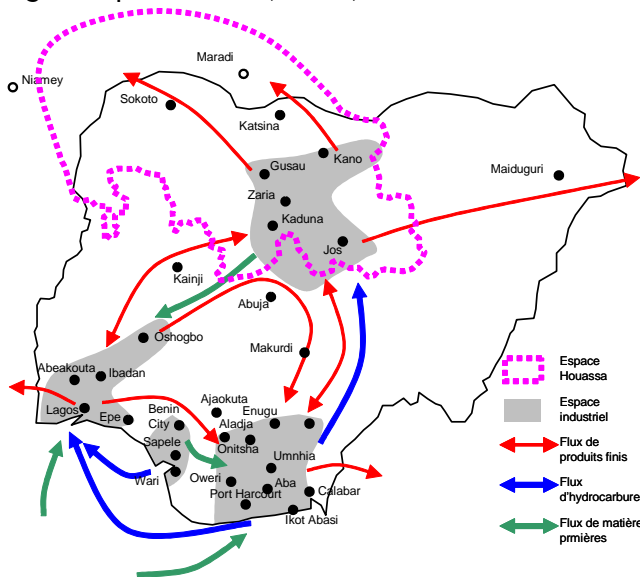 Maradi
Niamey
Sokoto
Katsina
Kano
Gusau
Maiduguri
Zaria
Kaduna
Jos
Kainji
Abuja
Oshogbo
Makurdi
Abeakouta
Ibadan
Lagos
Epe
Benin
City
Ajaokuta
Aladja
Enugu
Onitsha
Sapele
Wari
Oweri
Umnhia
Aba
Port Harcourt
Calabar
Ikot Abasi
Espace
Houassa
Espace
industriel
Flux de
produits finis
Flux
d'hydrocarbure
Flux de matière
prmières